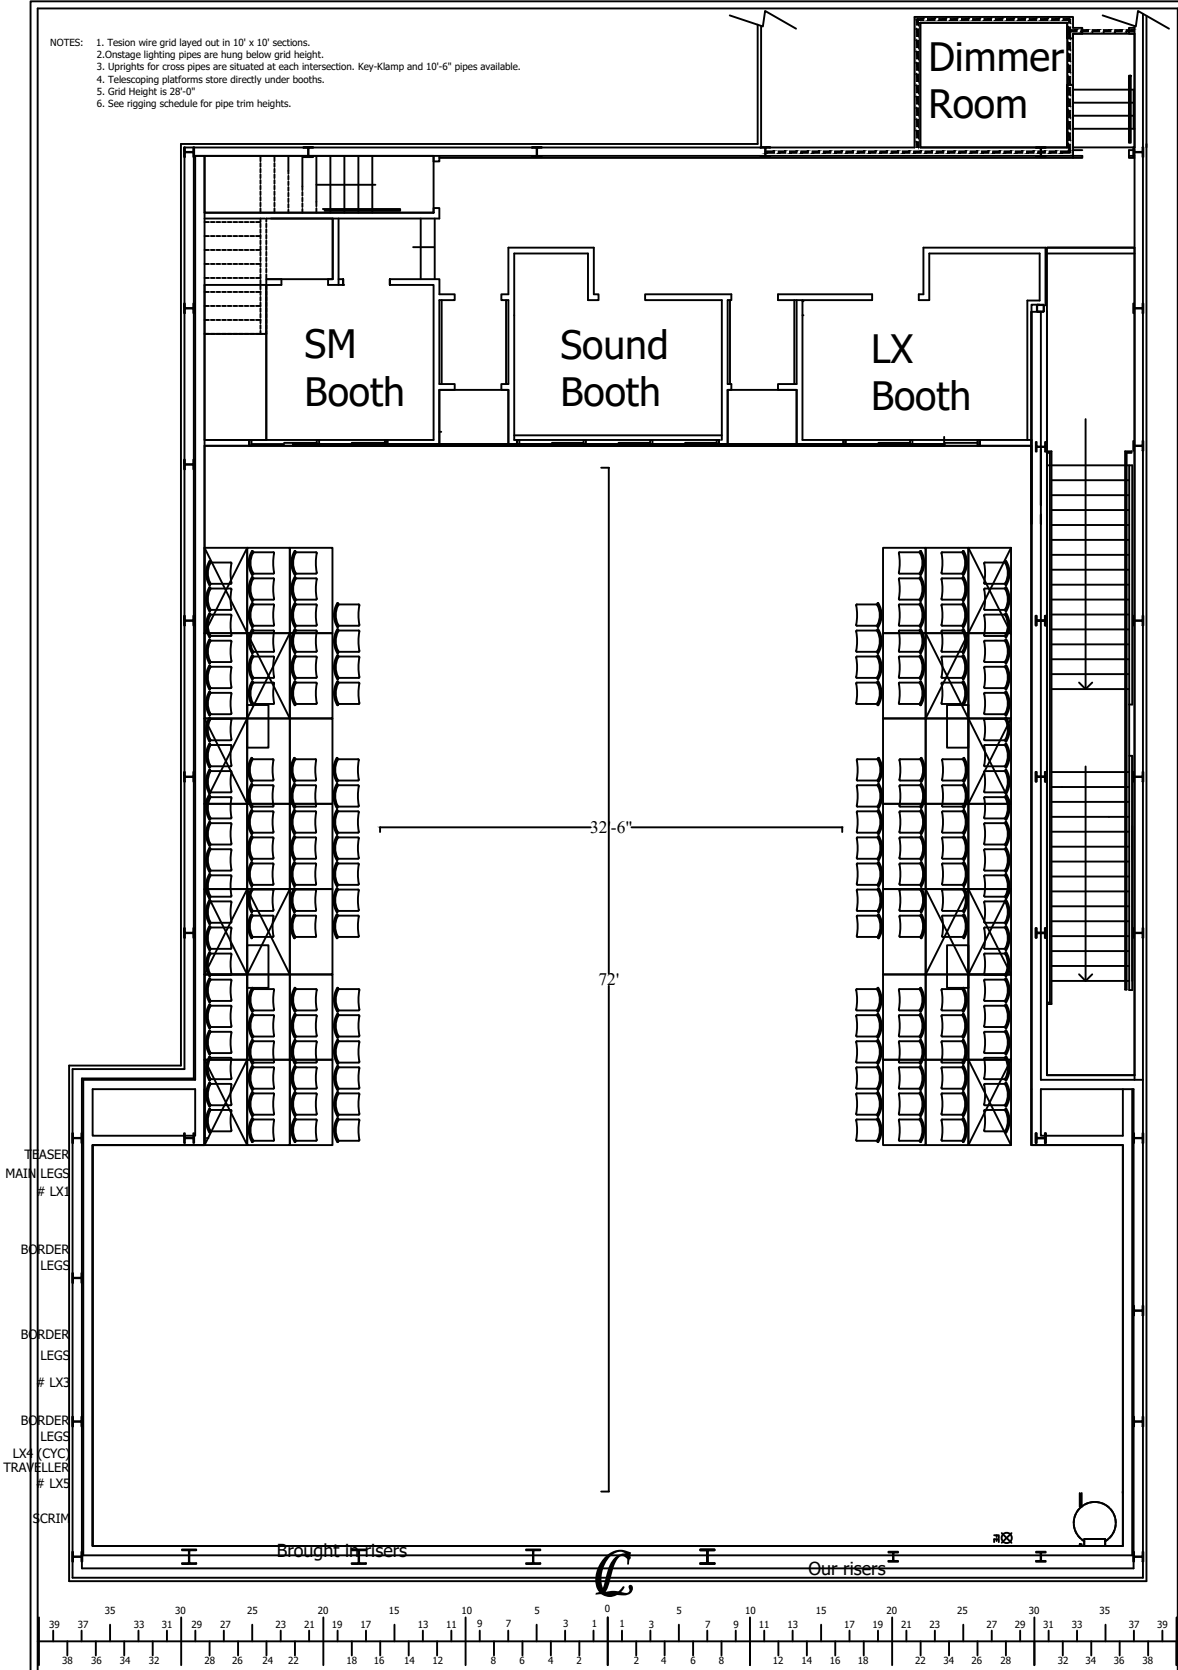 NOTES: 1. Tesion wire grid layed out in 10' x 10' sections.
2.Onstage lighting pipes are hung below grid height.
3. Uprights for cross pipes are situated at each intersection. Key-Klamp and 10'-6" pipes available.
4. Telescoping platforms store directly under booths.
5. Grid Height is 28'-0"
6. See rigging schedule for pipe trim heights.
Dimmer
Room
SM
Booth
Sound
Booth
LX
Booth
32'-6"
72'
TEASER
MAIN LEGS
# LX1
BORDER
LEGS
BORDER
LEGS
# LX3
BORDER
LEGS
LX4 (CYC)
TRAVELLER
# LX5
SCRIM
Brought in risers
Our risers
CL
35 30 25 20 15 10 5 0 5 10 15 20 25 30 35
39 37 33 31 29 27 23 21 19 17 13 11 9 7 3 1 1 3 7 9 11 13 17 19 21 23 27 29 31 33 37 39
38 36 34 32 28 26 24 22 18 16 14 12 8 6 4 2 2 4 6 8 12 14 16 18 22 34 26 28 32 34 36 38